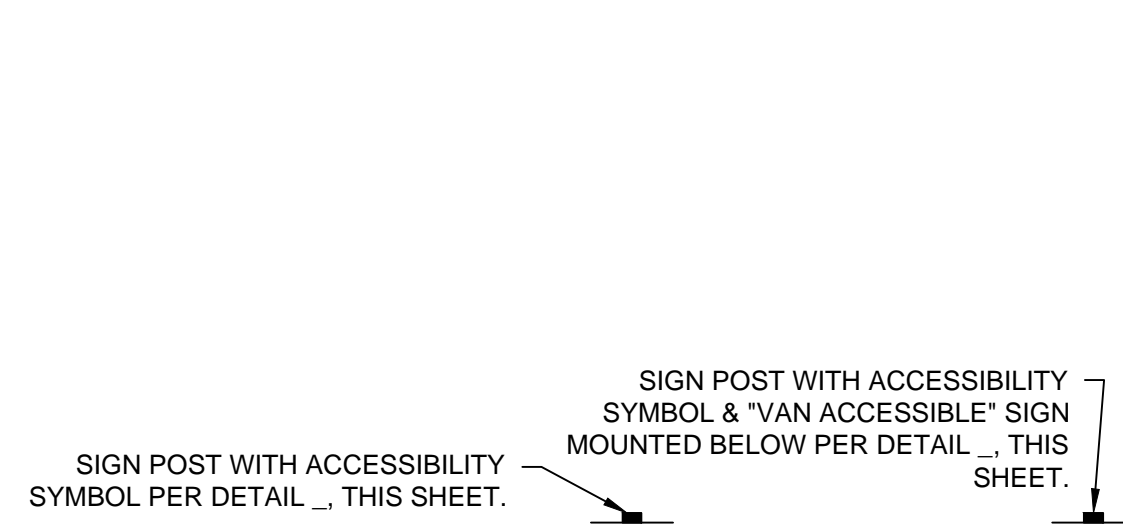 SIGN POST WITH ACCESSIBILITY
SYMBOL & "VAN ACCESSIBLE" SIGN
MOUNTED BELOW PER DETAIL _, THIS
SHEET.
SIGN POST WITH ACCESSIBILITY
SYMBOL PER DETAIL _, THIS SHEET.